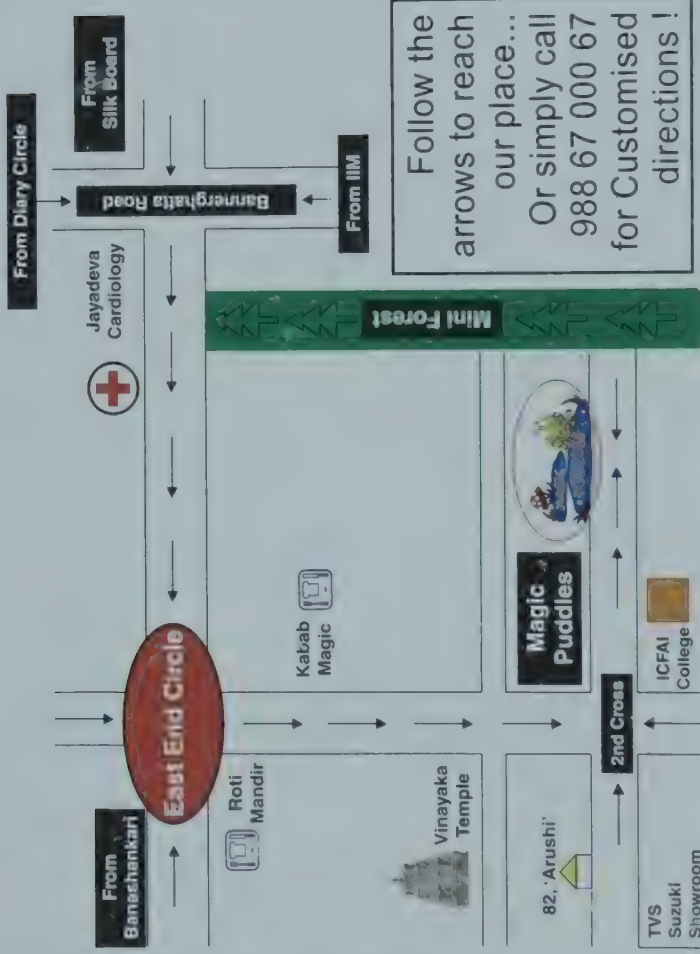 From Diary Circle
From
Silk Board
Bannerghatta Road
From IIM
Jayadeva
Cardiology
Follow the
arrows to reach
our place...
Or simply call
988 67 000 67
for Customised
directions !
Mini Forest
East End Circle
From
Banashankari
Kabab
Magic
Roti
Mandir
Vinayaka
Temple
Magic
Puddles
2nd Cross
82, 'Arushi'
ICFAI
College
TVS
Suzuki
Showroom